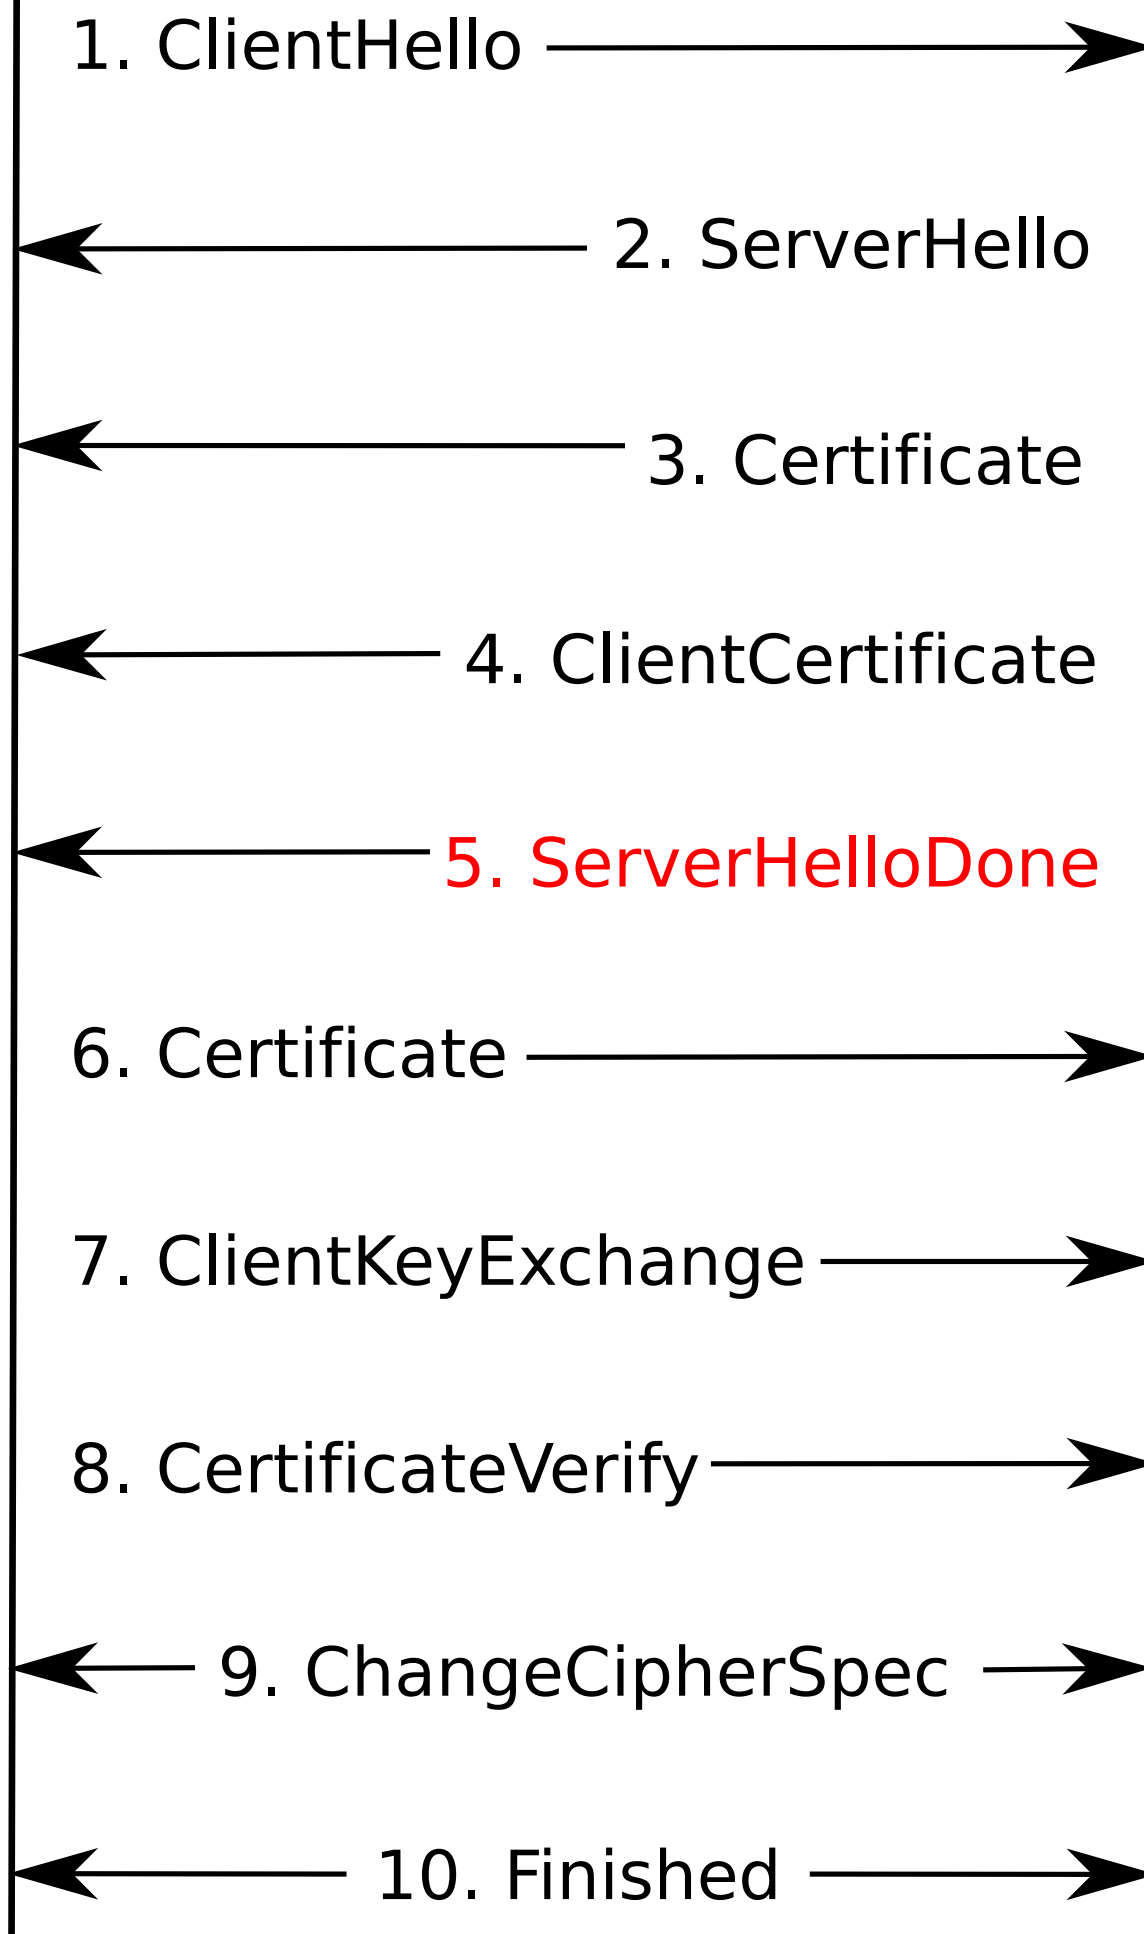 1. ClientHello
2. ServerHello
3. Certificate
4. ClientCertificate
5. ServerHelloDone
6. Certificate
7. ClientKeyExchange
8. CertificateVerify
9. ChangeCipherSpec
10. Finished